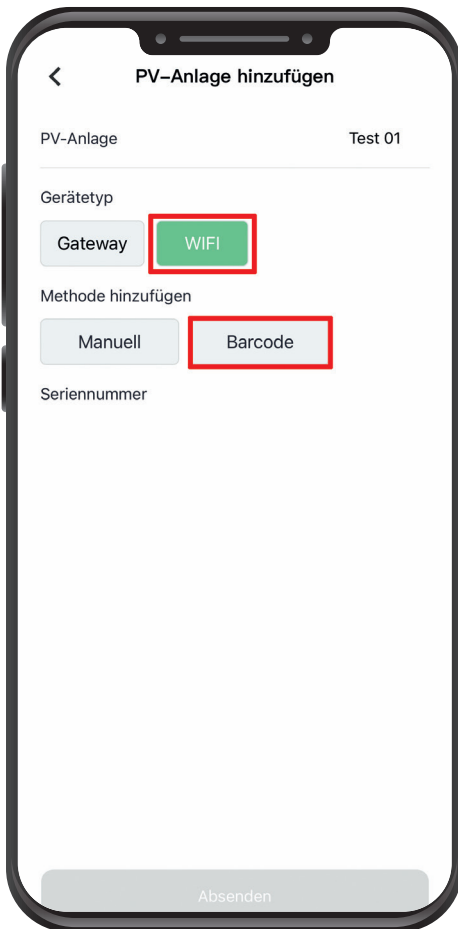 PV-Anlage hinzufügen
PV-Anlage Test 01
Gerätetyp
Gateway WIFI
Methode hinzufügen
Manuell Barcode
Seriennummer
Absenden